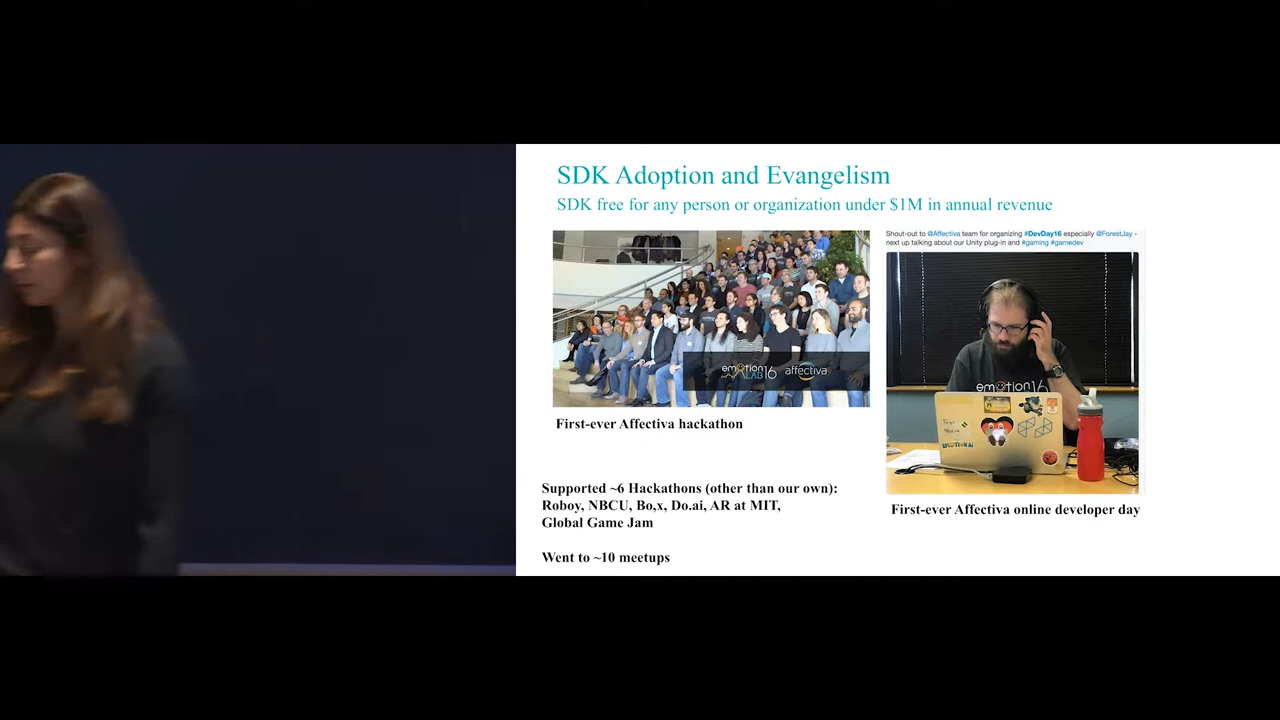 SDK Adoption and Evangelism
SDK free for any person or organization under $1M in annual revenue
Shout-out to @Affectiva team for organizing #DevDay16 especially @ForestJay -
next up talking about our Unity plug-in and #gaming #gamedev
emotion
LAB16
affectiva
emotion16
First-ever Affectiva hackathon
Supported ~6 Hackathons (other than our own):
Roboy, NBCU, Bo,x, Do.ai, AR at MIT,
Global Game Jam
First-ever Affectiva online developer day
Went to ~10 meetups